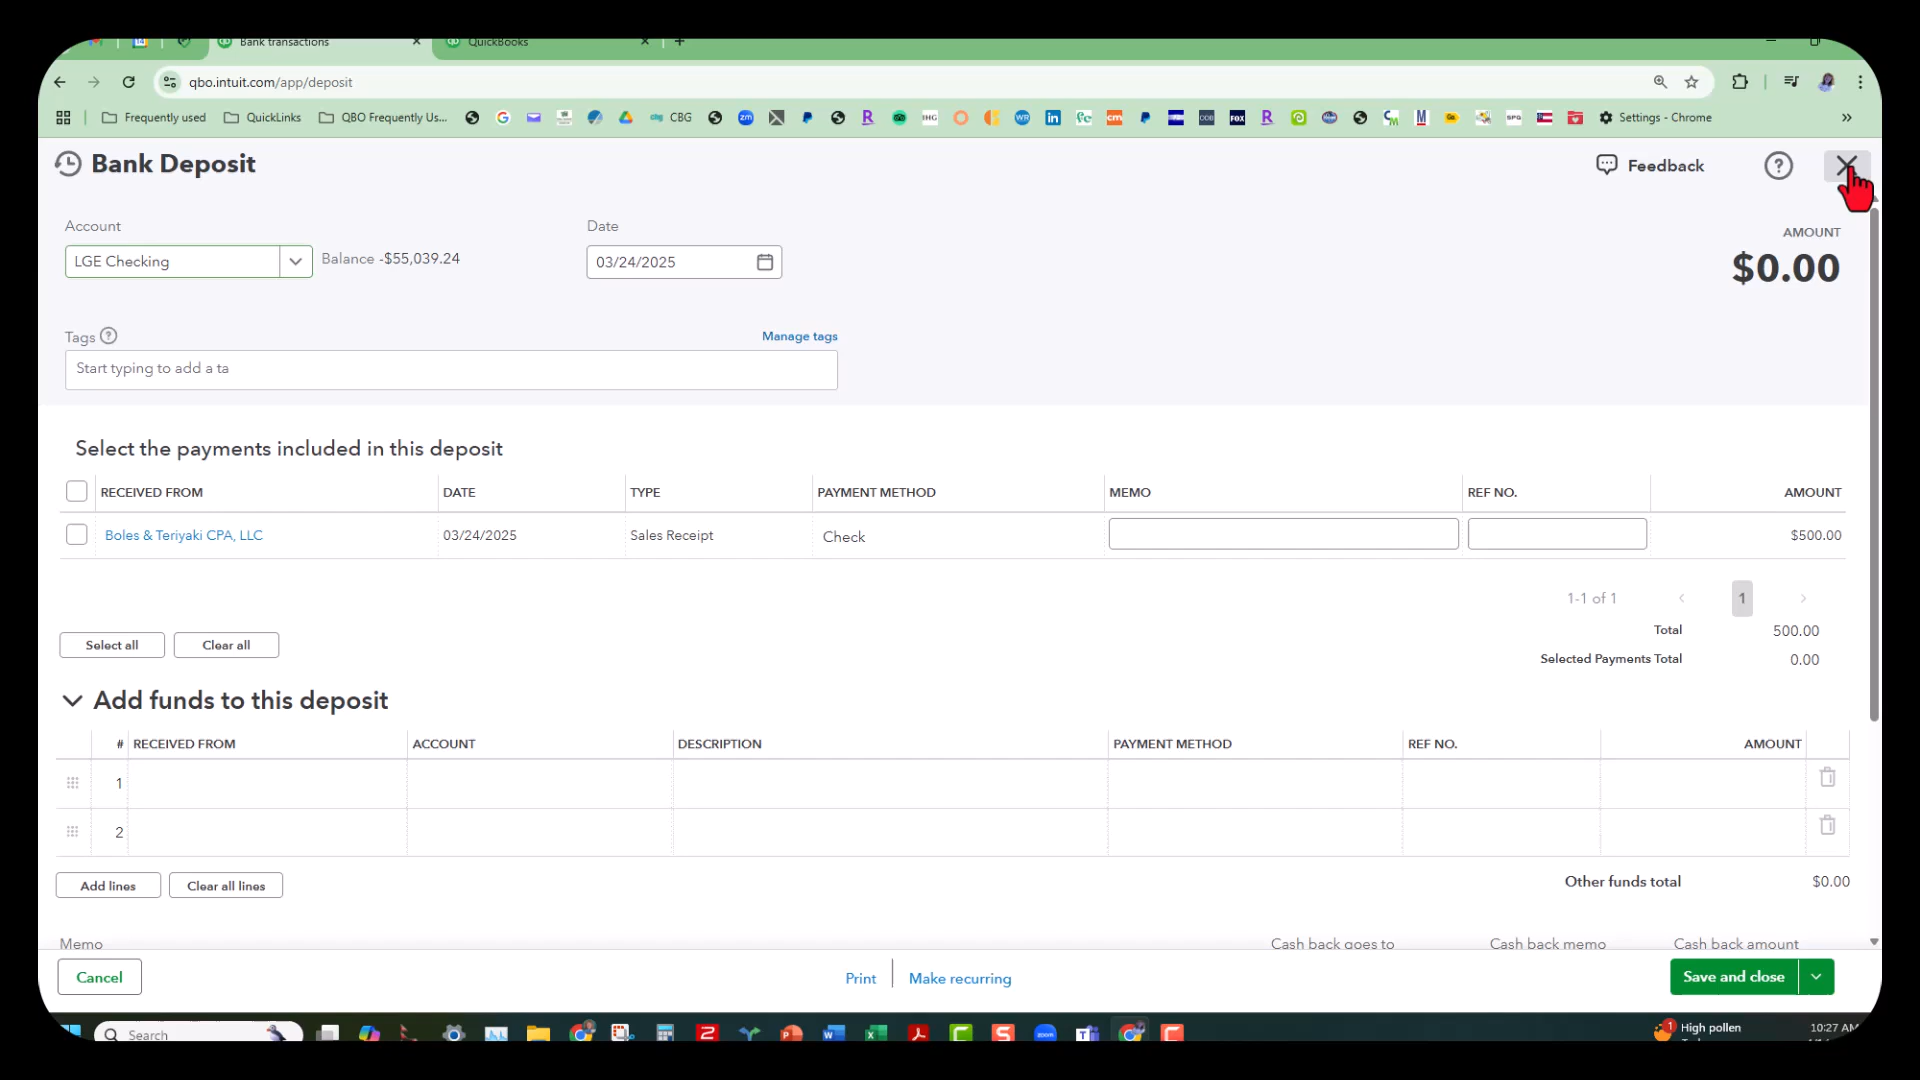 Bank transactions
QuickBooks
qbo.intuit.com/app/deposit
Frequently used
QuickLinks
QBO Frequently Us...
CBG
Settings - Chrome
Bank Deposit
Feedback
Account
Date
AMOUNT
LGE Checking
Balance -$55,039.24
03/24/2025
$0.00
Tags
Manage tags
Start typing to add a ta
Select the payments included in this deposit
RECEIVED FROM DATE TYPE PAYMENT METHOD MEMO REF NO. AMOUNT
Boles & Teriyaki CPA, LLC 03/24/2025 Sales Receipt Check $500.00
1-1 of 1 < 1 >
Total 500.00
Select all Clear all
Selected Payments Total 0.00
Add funds to this deposit
# RECEIVED FROM ACCOUNT DESCRIPTION PAYMENT METHOD REF NO. AMOUNT
1
2
Add lines Clear all lines
Other funds total $0.00
Memo Cash back goes to Cash back memo Cash back amount
Cancel
Print
Make recurring
Save and close
Search
High pollen
10:27 AM